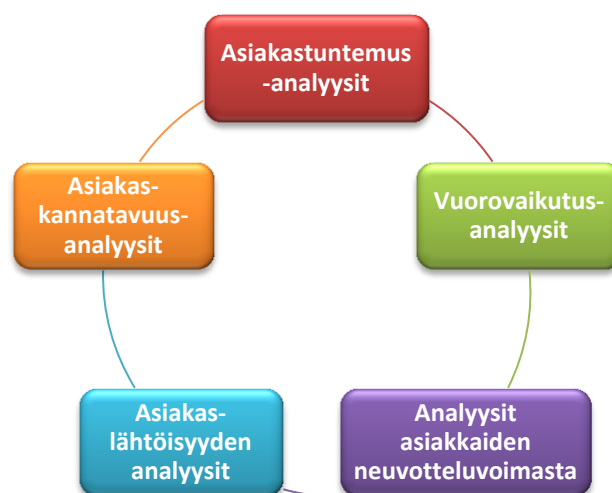 Asiakastuntemus
-analyysit
Asiakas-
kannatavuus-
analyysit
Vuorovaikutus-
analyysit
Asiakas-
lähtöisyyden
analyysit
Analyysit
asiakkaiden
neuvotteluvoimasta